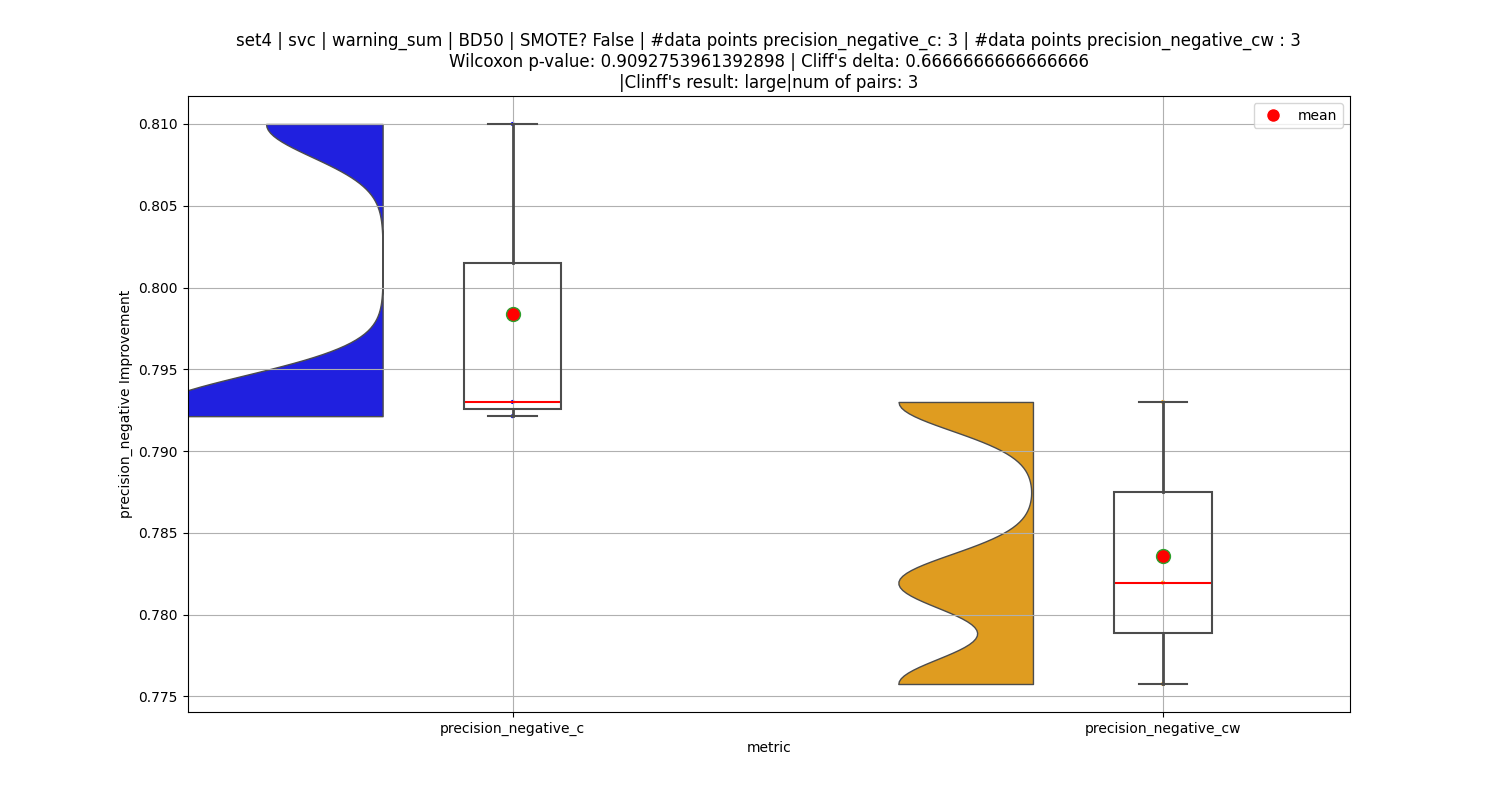 set4 | svc | warning_sum | BD50 | SMOTE? False | #data points precision_negative_c: 3 | #data points precision_negative_cw : 3
Wilcoxon p-value: 0.9092753961392898 | Cliff's delta: 0.6666666666666666
|Clinff's result: large|num of pairs: 3
mean
0.810
0.805
0.800
0.795
0.790
0.785
0.780
0.775
precision_negative Improvement
precision_negative_c
precision_negative_cw
metric